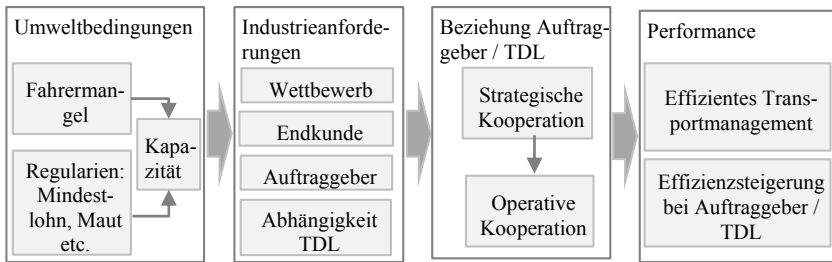 Umweltbedingungen
Fahrerman-
gel
Regularien:
Mindest-
lohn, Maut
etc.
Kapa-
zität
Industrieanforde-
rungen
Wettbewerb
Endkunde
Auftraggeber
Abhängigkeit
TDL
Beziehung Auftrag-
geber / TDL
Strategische
Kooperation
Operative
Kooperation
Performance
Effizientes Trans-
portmanagement
Effizienzsteigerung
bei Auftraggeber /
TDL